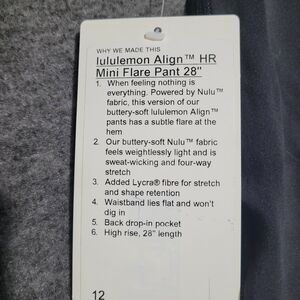 WHY WE MADE THIS
lululemon Align™ HR
Mini Flare Pant 28"
1. When feeling nothing is
everything. Powered by Nulu™
fabric, this version of our
buttery-soft lululemon Align™
pants has a subtle flare at the
hem
2. Our buttery-soft Nulu™ fabric
feels weightlessly light and is
sweat-wicking and four-way
stretch
3. Added Lycra® fibre for stretch
and shape retention
4. Waistband lies flat and won't
dig in
5. Back drop-in pocket
6. High rise, 28" length
12